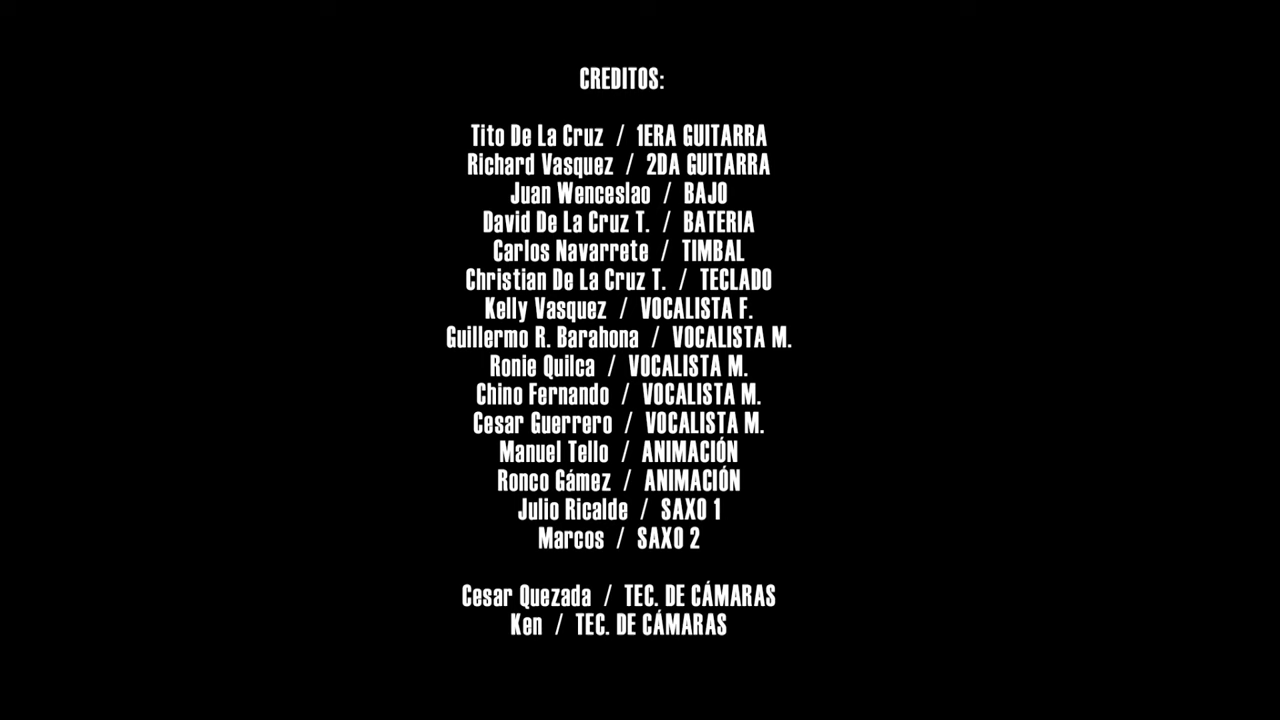 CREDITOS:
Tito De La Cruz / 1ERA GUITARRA
Richard Vasquez / 2DA GUITARRA
Juan Wenceslao / BAJO
David De La Cruz T. / BATERIA
Carlos Navarrete / TIMBAL
Christian De La Cruz T. / TECLADO
Kelly Vasquez / VOCALISTA F.
Guillermo R. Barahona / VOCALISTA M.
Ronie Quilca / VOCALISTA M.
Chino Fernando / VOCALISTA M.
Cesar Guerrero / VOCALISTA M.
Manuel Tello / ANIMACIÓN
Ronco Gámez / ANIMACIÓN
Julio Ricalde / SAXO 1
Marcos / SAXO 2
Cesar Quezada / TEC. DE CÁMARAS
Ken / TEC. DE CÁMARAS